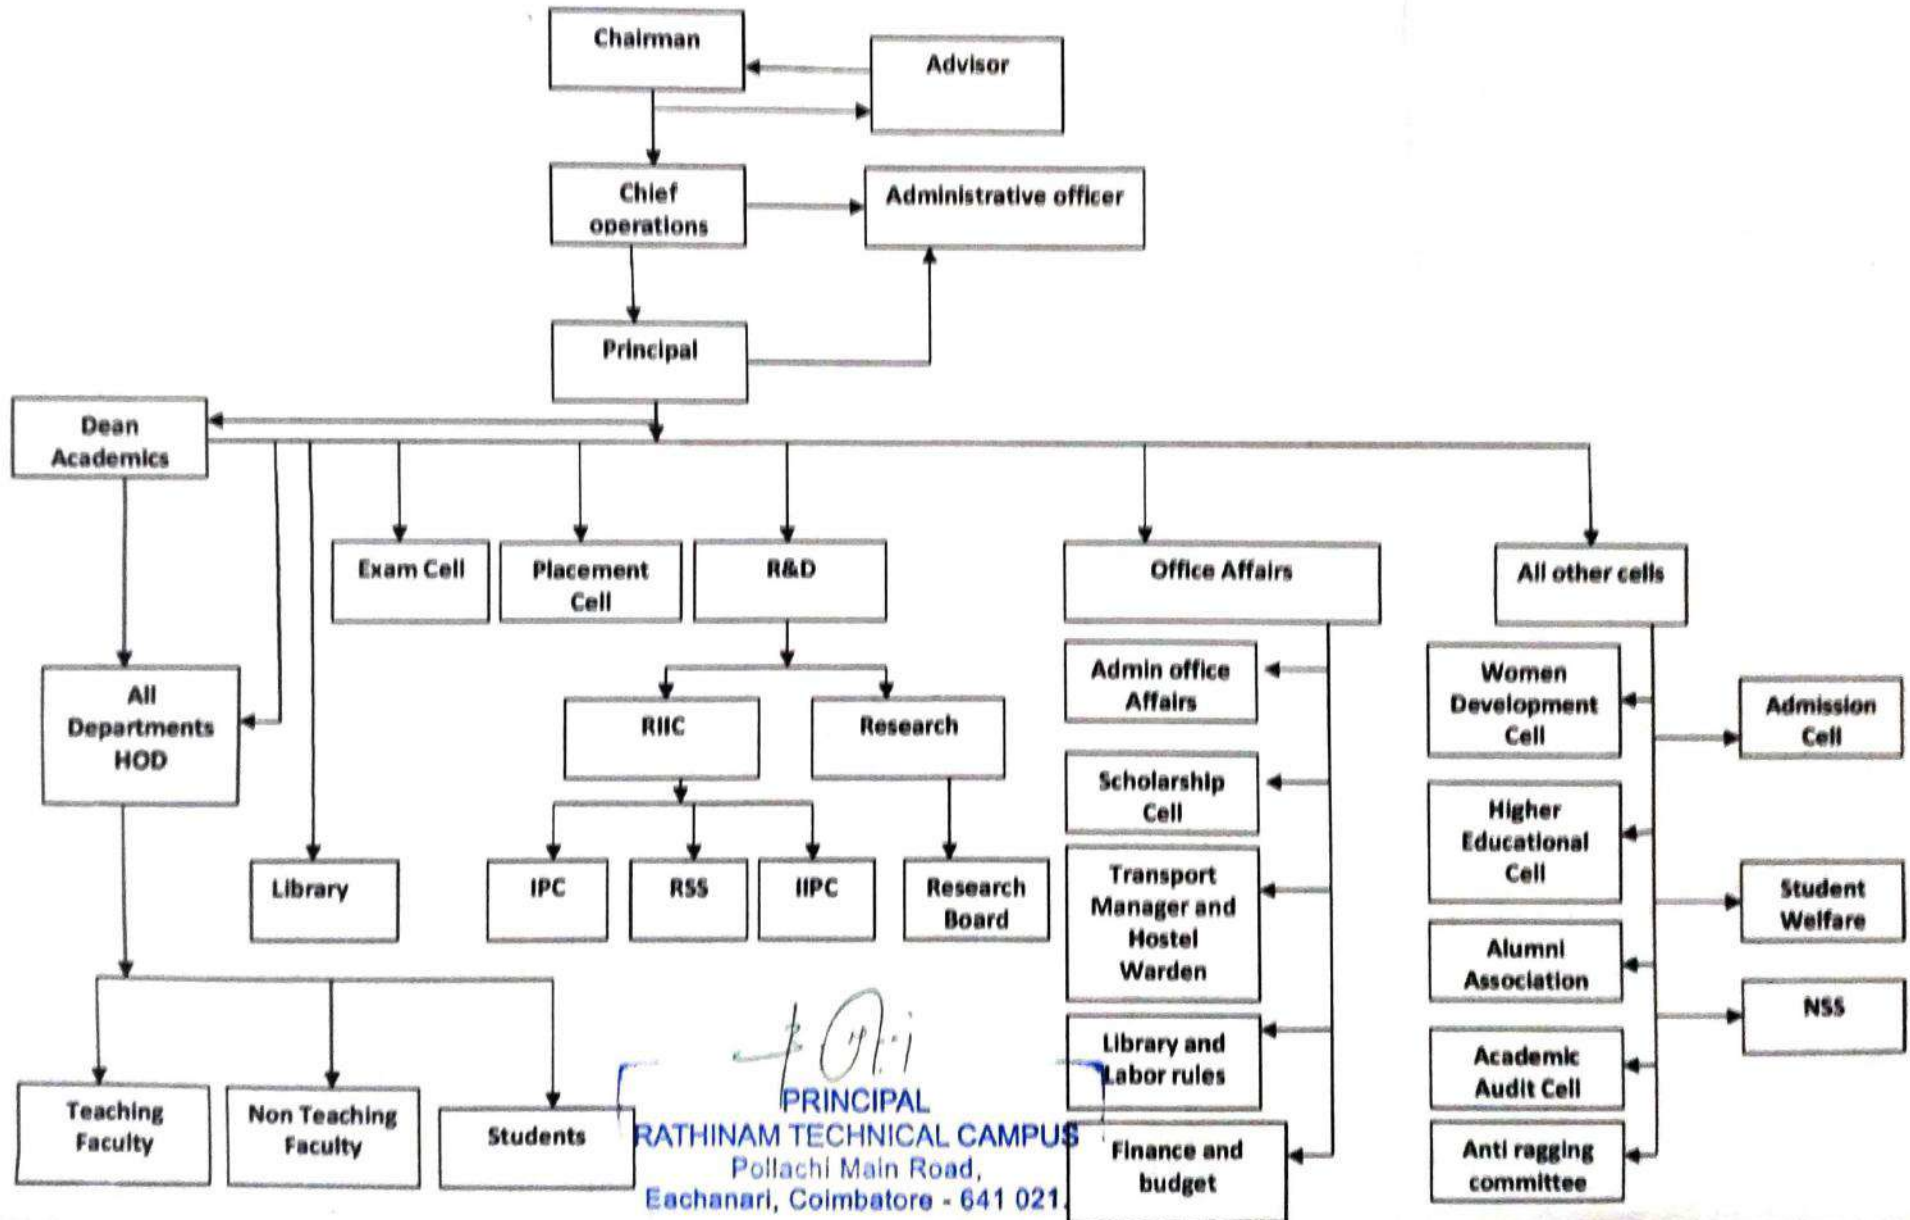 Chairman
Advisor
Chief
operations
Administrative officer
Principal
Dean
Academics
Exam Cell
Placement
Cell
R&D
Office Affairs
All other cells
All
Departments
HOD
RIIC
Research
Admin office
Affairs
Women
Development
Cell
Admission
Cell
Scholarship
Cell
Higher
Educational
Cell
Library
IPC
RSS
IIPC
Research
Board
Transport
Manager and
Hostel
Warden
Student
Welfare
Alumni
Association
NSS
Library and
Labor rules
Academic
Audit Cell
Teaching
Faculty
Non Teaching
Faculty
Students
Finance and
budget
Anti ragging
committee
PRINCIPAL
RATHINAM TECHNICAL CAMPUS
Pollachi Main Road,
Eachanari, Coimbatore - 641 021.